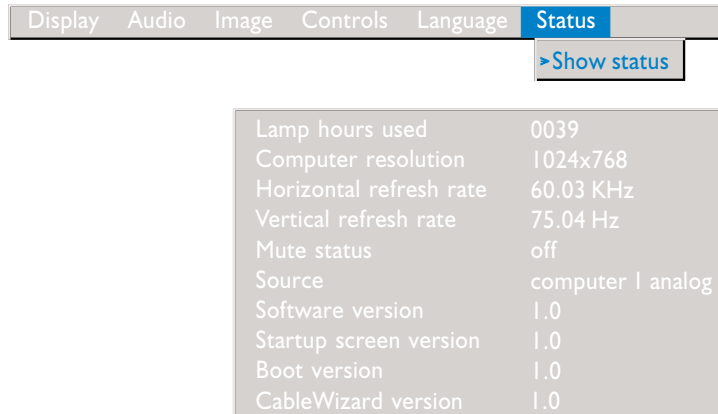 Display Audio Image Controls Language Status
➤Show status
Lamp hours used 0039
Computer resolution 1024x768
Horizontal refresh rate 60.03 KHz
Vertical refresh rate 75.04 Hz
Mute status off
Source computer 1 analog
Software version 1.0
Startup screen version 1.0
Boot version 1.0
CableWizard version 1.0